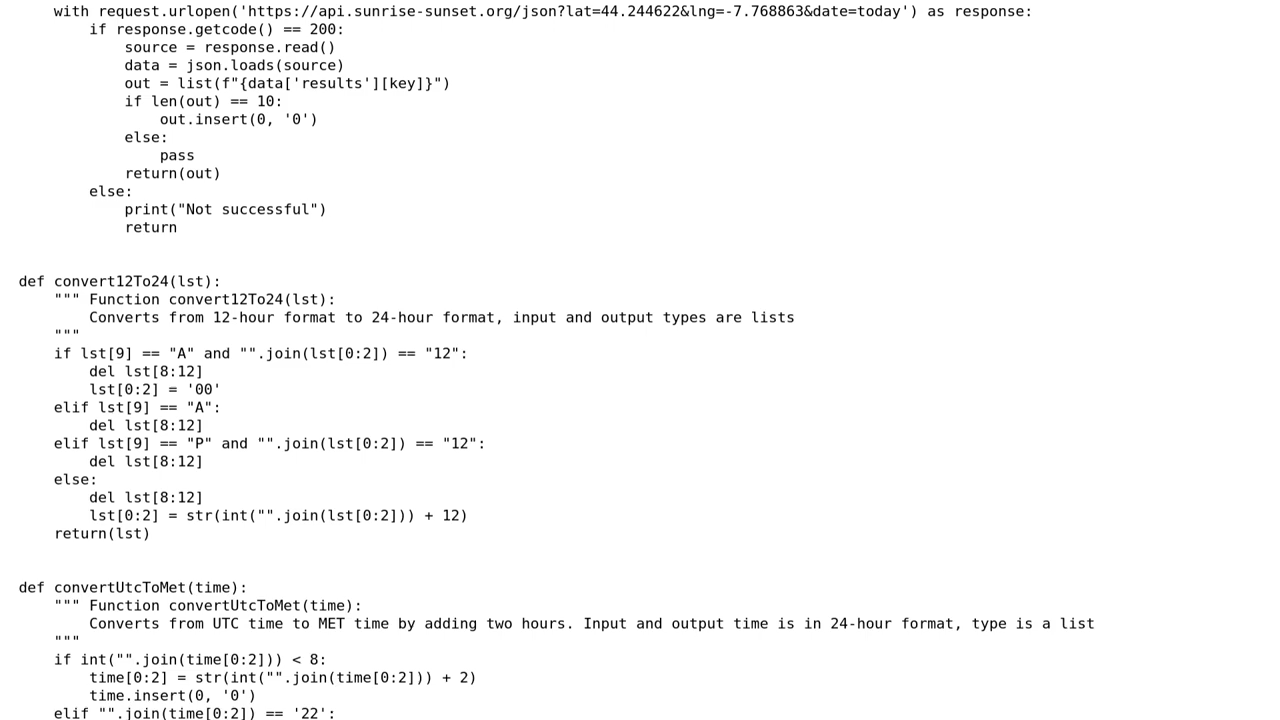 with request.urlopen('https://api.sunrise-sunset.org/json?lat=44.244622&lng=-7.768863&date=today') as response:
if response.getcode() == 200:
source = response.read()
data = json.loads(source)
out = list(f"{data['results'][key]}")
if len(out) == 10:
out.insert(0, '0')
else:
pass
return(out)
else:
print("Not successful")
return
def convert12To24(lst):
""" Function convert12To24(lst):
Converts from 12-hour format to 24-hour format, input and output types are lists
"""
if lst[9] == "A" and "".join(lst[0:2]) == "12":
del lst[8:12]
lst[0:2] = '00'
elif lst[9] == "A":
del lst[8:12]
elif lst[9] == "P" and "".join(lst[0:2]) == "12":
del lst[8:12]
else:
del lst[8:12]
lst[0:2] = str(int("".join(lst[0:2])) + 12)
return(lst)
def convertUtcToMet(time):
""" Function convertUtcToMet(time):
Converts from UTC time to MET time by adding two hours. Input and output time is in 24-hour format, type is a list
"""
if int("".join(time[0:2])) < 8:
time[0:2] = str(int("".join(time[0:2])) + 2)
time.insert(0, '0')
elif "".join(time[0:2]) == '22':